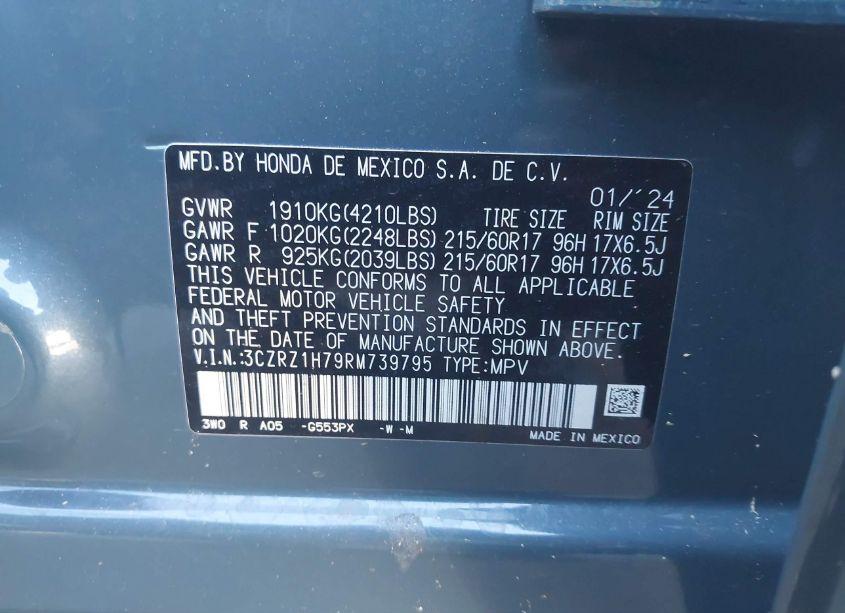 MFD. BY HONDA DE MEXICO S.A. DE C.V.
01/'24
GVWR 1910KG(4210LBS) TIRE SIZE RIM SIZE
GAWR F 1020KG(2248LBS) 215/60R17 96H 17X6.5J
GAWR R 925KG(2039LBS) 215/60R17 96H 17X6.5J
THIS VEHICLE CONFORMS TO ALL APPLICABLE
FEDERAL MOTOR VEHICLE SAFETY
AND THEFT PREVENTION STANDARDS IN EFFECT
ON THE DATE OF MANUFACTURE SHOWN ABOVE.
V.I.N.:3CZRZ1H79RM739795 TYPE:MPV
3W0 R A05 -G553PX -W -M
MADE IN MEXICO